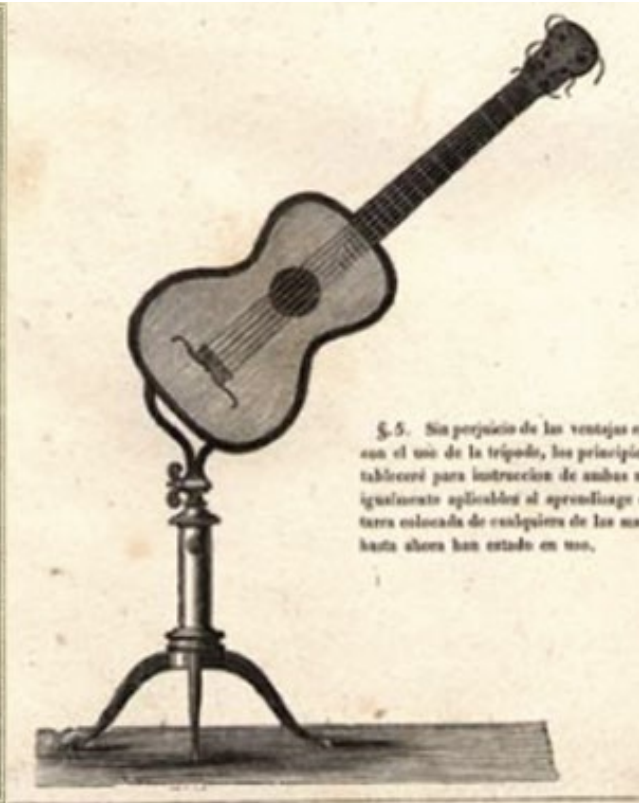 §. 5. Sin perjuicio de las ventajas
con el uso de la trípode, los
tableceré para instruccion de ambas
igualmente aplicables al aprendizage
tarra colocada de cualquiera de las
hasta ahora han estado en uso.